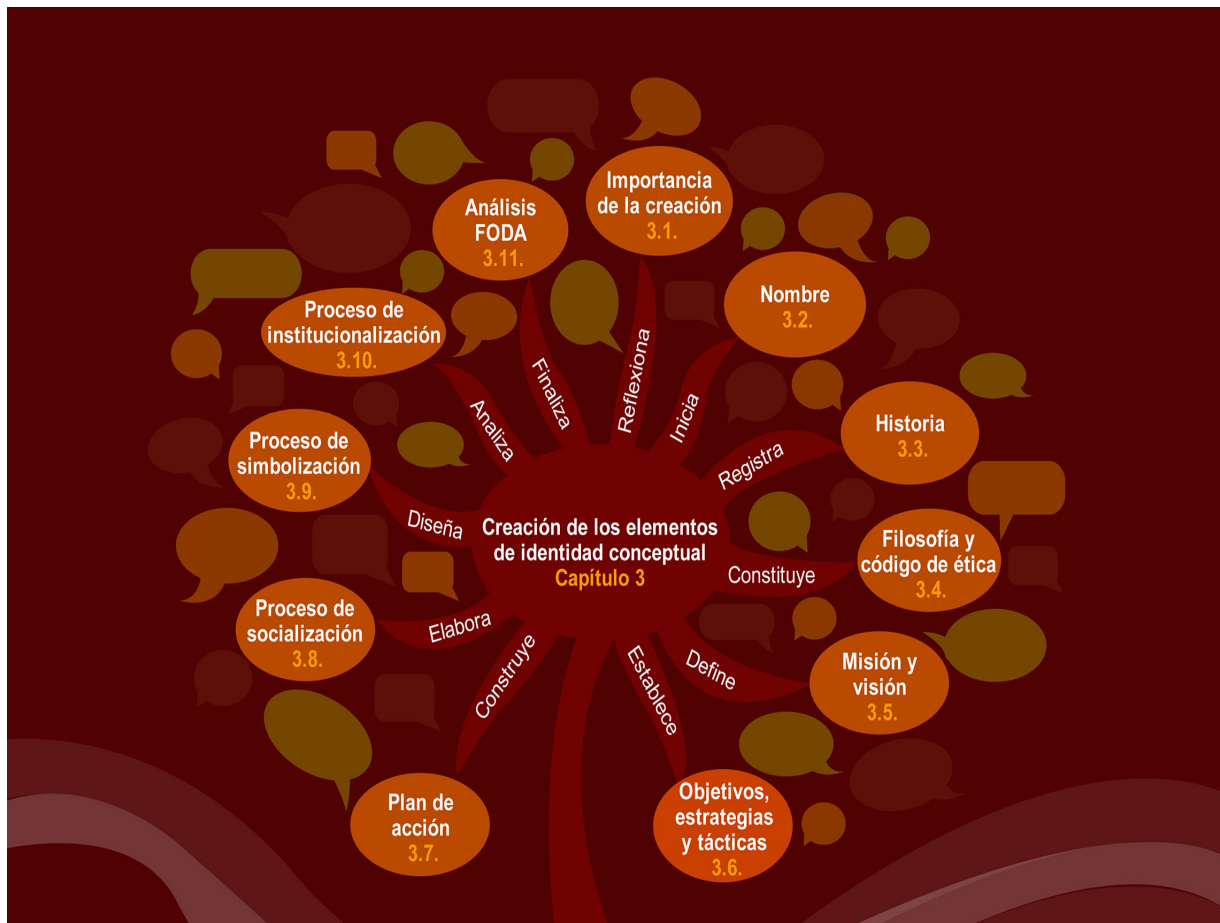 Creación de los elementos
de identidad conceptual
Capítulo 3
Reflexiona
Importancia
de la creación
3.1.
Inicia
Nombre
3.2.
Registra
Historia
3.3.
Constituye
Filosofía y
código de ética
3.4.
Define
Misión y
visión
3.5.
Establece
Objetivos,
estrategias
y tácticas
3.6.
Construye
Plan de
acción
3.7.
Elabora
Proceso de
socialización
3.8.
Diseña
Proceso de
simbolización
3.9.
Analiza
Proceso de
institucionalización
3.10.
Finaliza
Análisis
FODA
3.11.